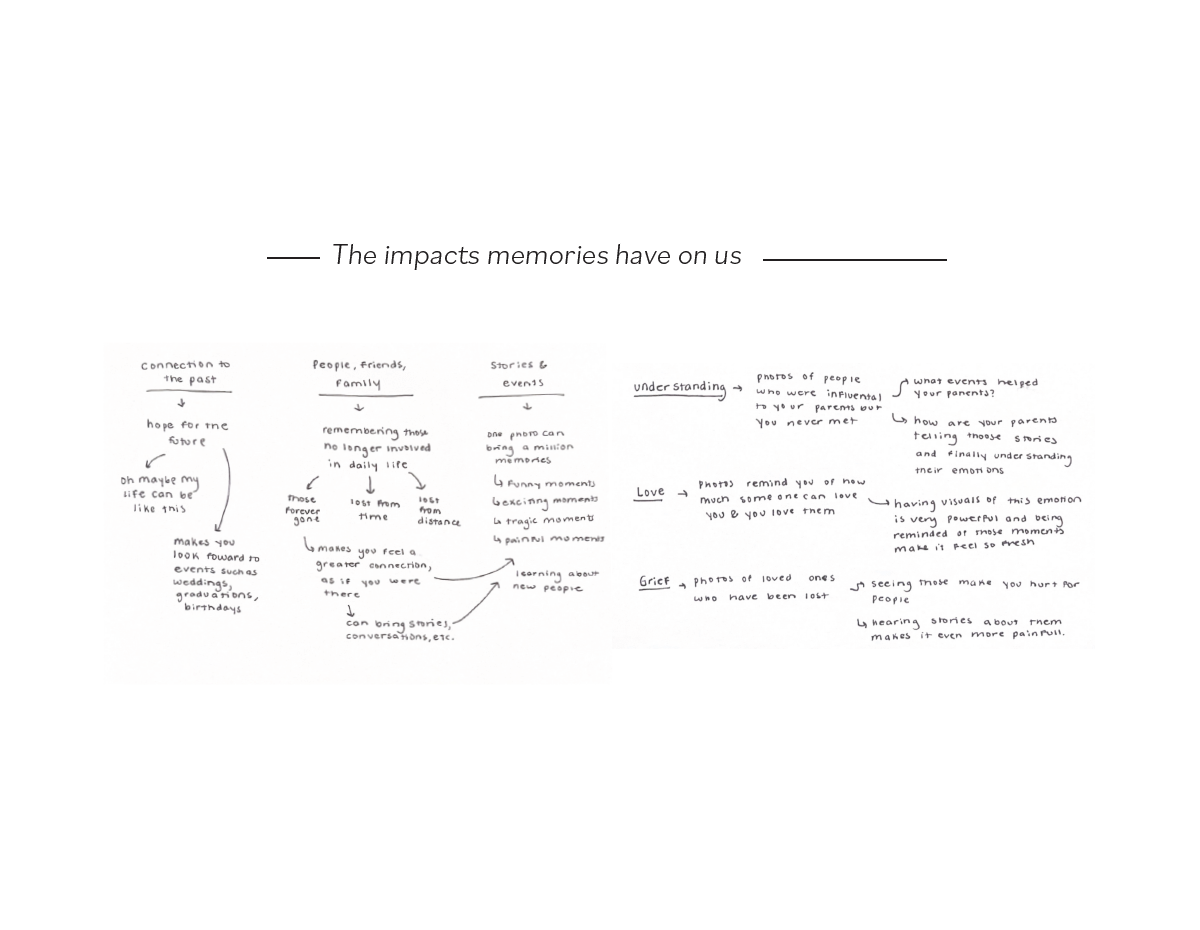 The impacts memories have on us
connection to
the past
hope for the
future
oh maybe my
life can be
like this
makes you
look foward to
events such as
weddings,
graduations,
birthdays
People, friends,
family
remembering those
no longer involved
in daily life
those
forever
gone
lost from
time
lost
from
distance
makes you feel a
greater connection,
as if you were
there
can bring stories,
conversations, etc.
Stories &
events
one photo can
bring a million
memories
funny moments
exciting moments
tragic moments
painful moments
learning about
new people
understanding
photos of people
who were influental
to your parents but
you never met
what events helped
your parents?
how are your parents
telling thoose stories
and finally understanding
their emotions
Love
photos remind you of how
much someone can love
you & you love them
having visuals of this emotion
is very powerful and being
reminded of those moments
make it feel so fresh
Grief
photos of loved ones
who have been lost
seeing those make you hurt for
people
hearing stories about them
makes it even more painfull.